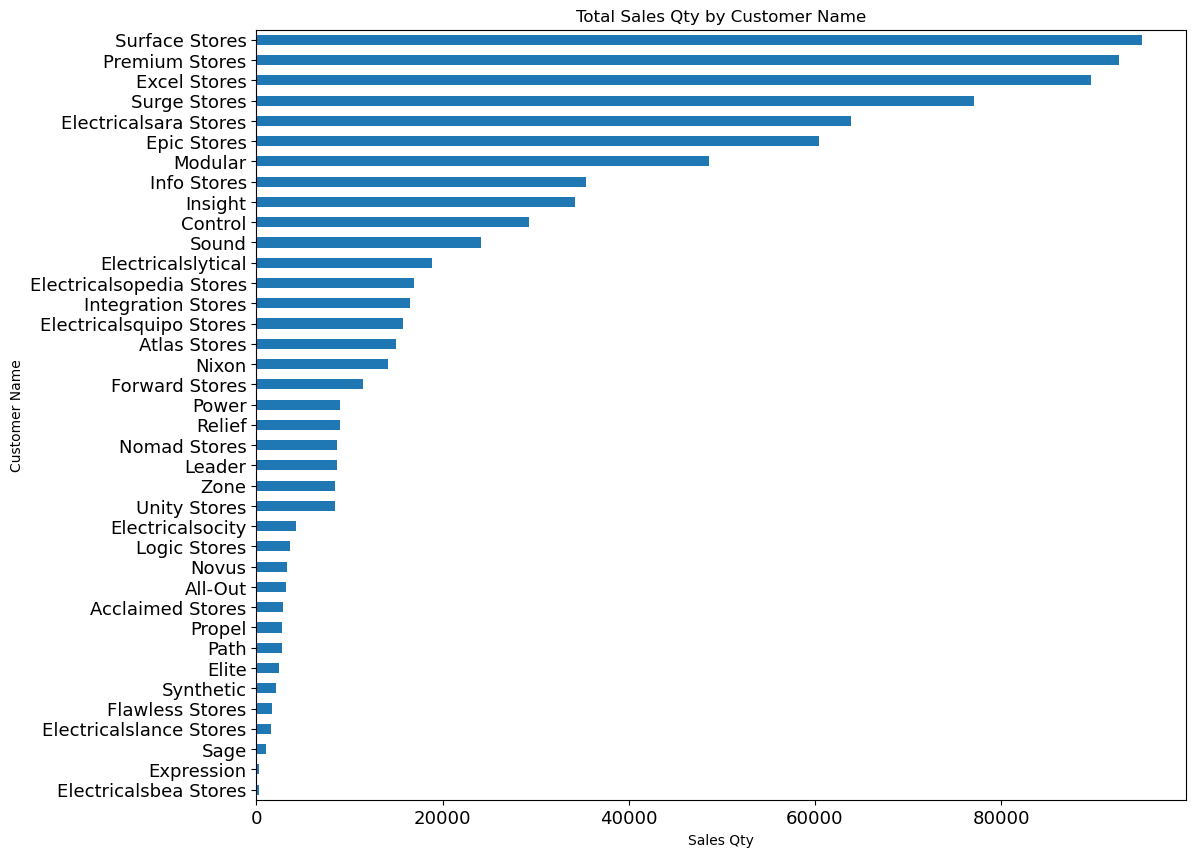 Total Sales Qty by Customer Name
Surface Stores
Premium Stores
Excel Stores
Surge Stores
Electricalsara Stores
Epic Stores
Modular
Info Stores
Insight
Control
Sound
Electricalslytical
Electricalsopedia Stores
Integration Stores
Electricalsquipo Stores
Atlas Stores
Nixon
Forward Stores
Power
Relief
Nomad Stores
Leader
Zone
Unity Stores
Electricalsocity
Logic Stores
Novus
All-Out
Acclaimed Stores
Propel
Path
Elite
Synthetic
Flawless Stores
Electricalslance Stores
Sage
Expression
Electricalsbea Stores
Customer Name
0 20000 40000 60000 80000
Sales Qty